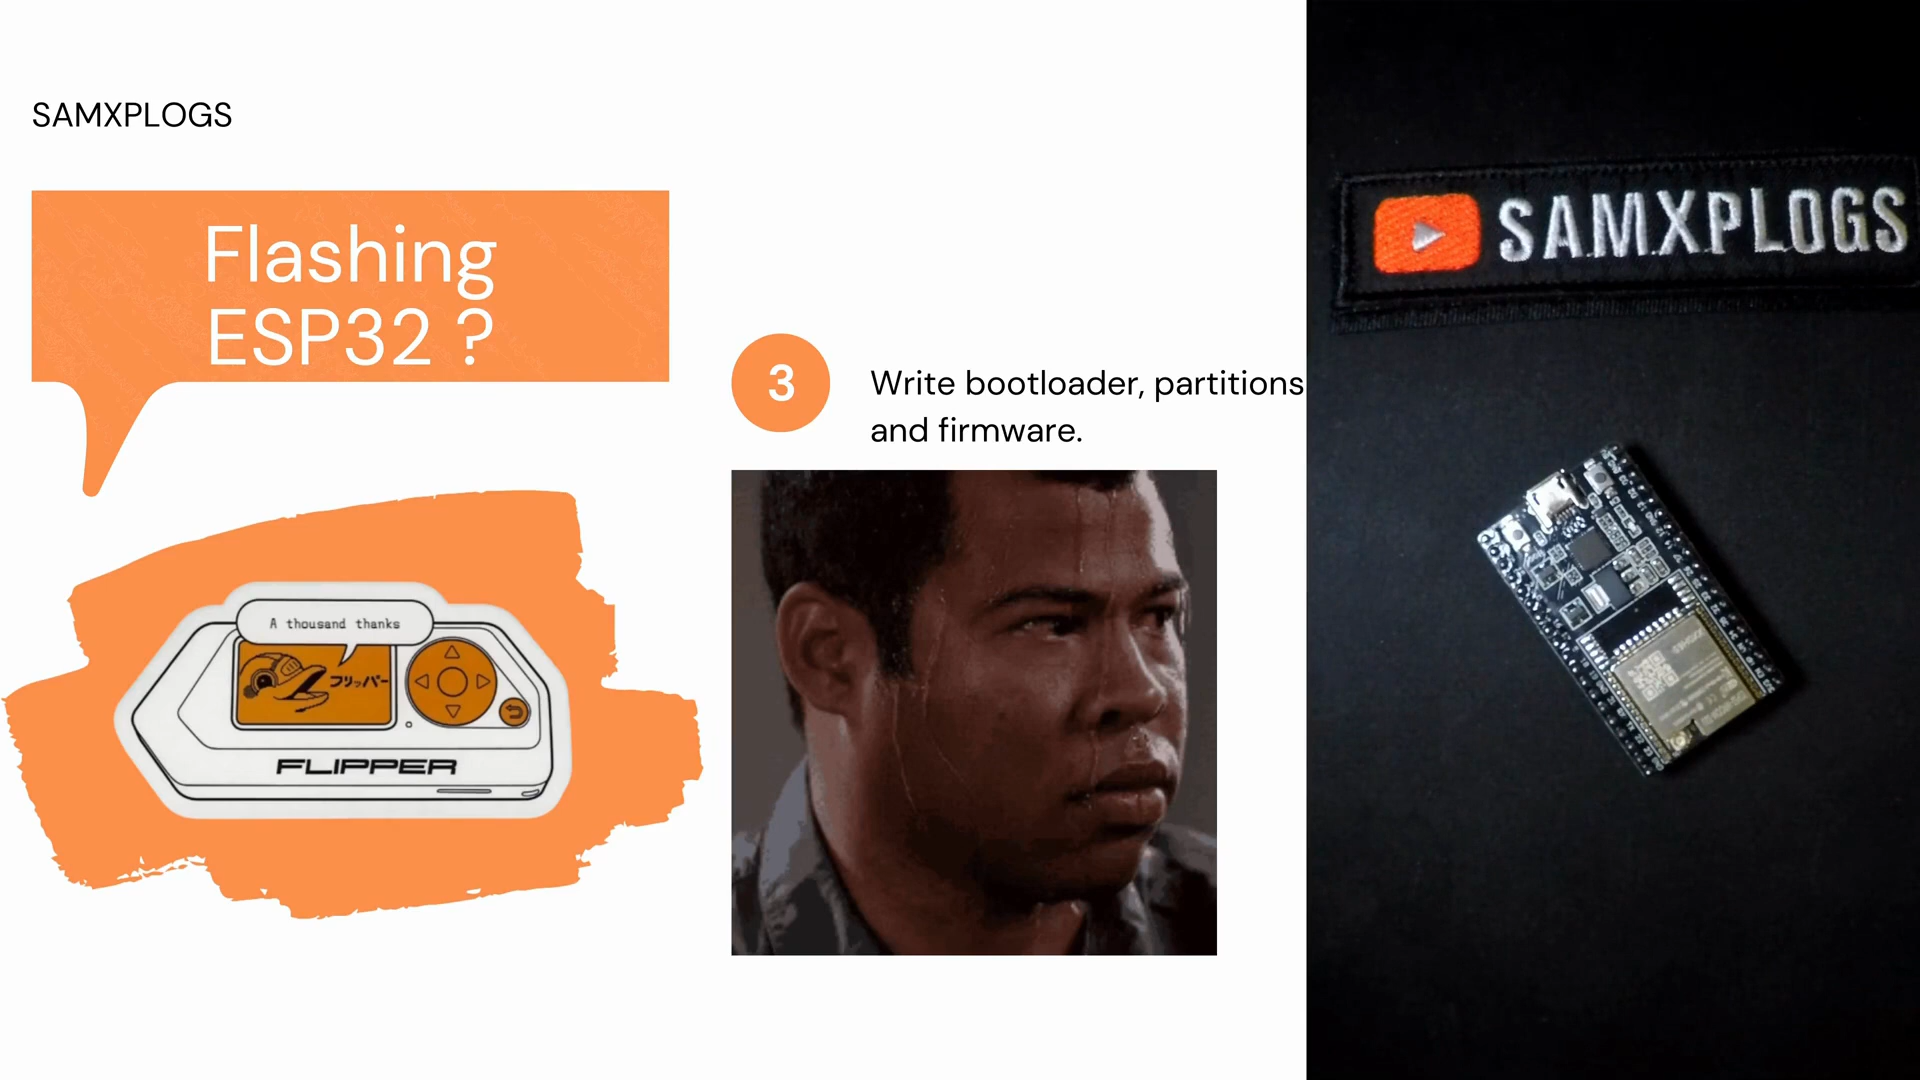 SAMXPLOGS
Flashing
ESP32 ?
3
Write bootloader, partitions
and firmware.
A thousand thanks
フリッパー
FLIPPER
SAMXPLOGS